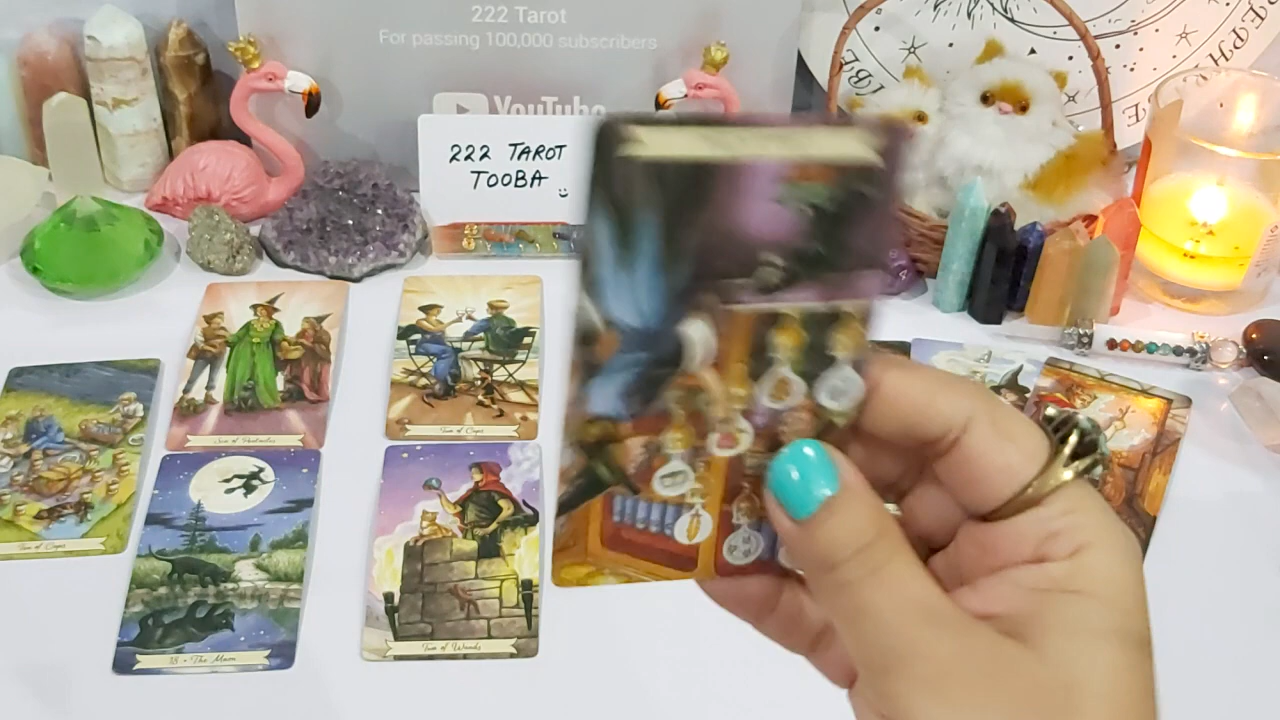 222 Tarot
For passing 100,000 subscribers
YouTube
222 TAROT
TOOBA
Six of Pentacles
Two of Cups
Ten of Cups
18 • The Moon
Two of Wands